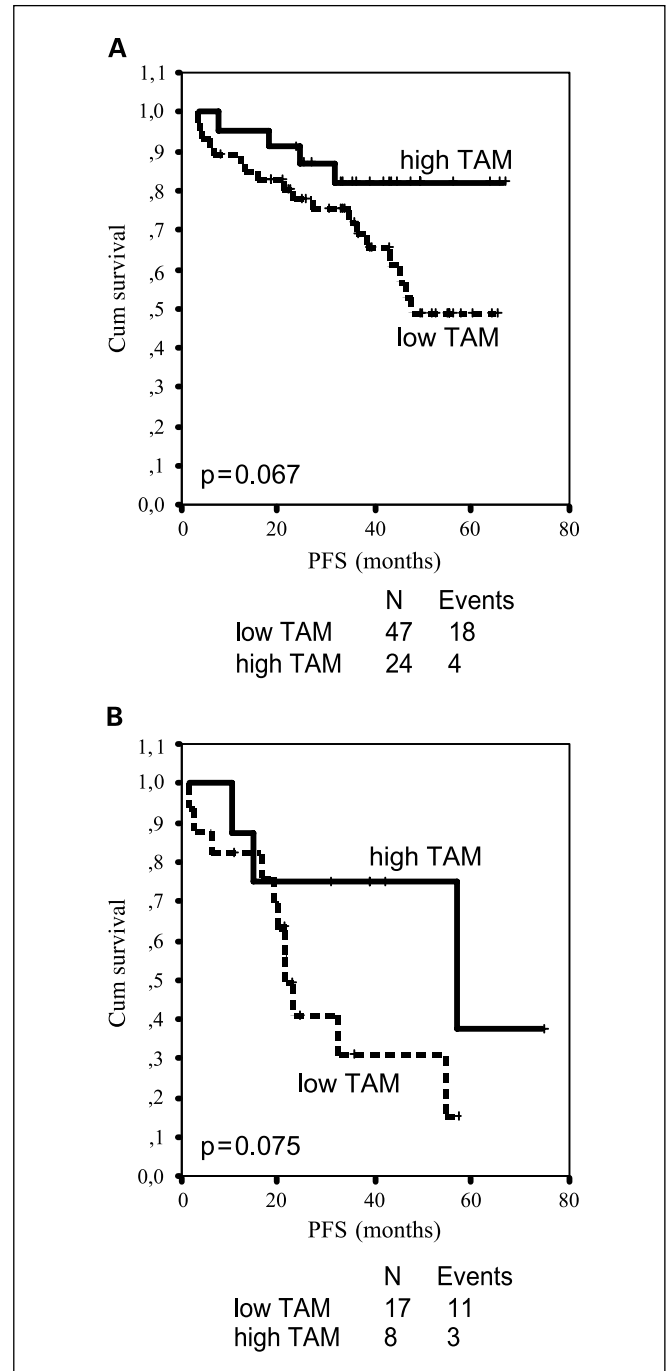 A
1,1
1,0
,9
,8
,7
,6
,5
,4
,3
,2
,1
0,0
Cum survival
high TAM
low TAM
p=0.067
0 20 40 60 80
PFS (months)
N Events
low TAM 47 18
high TAM 24 4
B
1,1
1,0
,9
,8
,7
,6
,5
,4
,3
,2
,1
0,0
Cum survival
high TAM
low TAM
p=0.075
0 20 40 60 80
PFS (months)
N Events
low TAM 17 11
high TAM 8 3